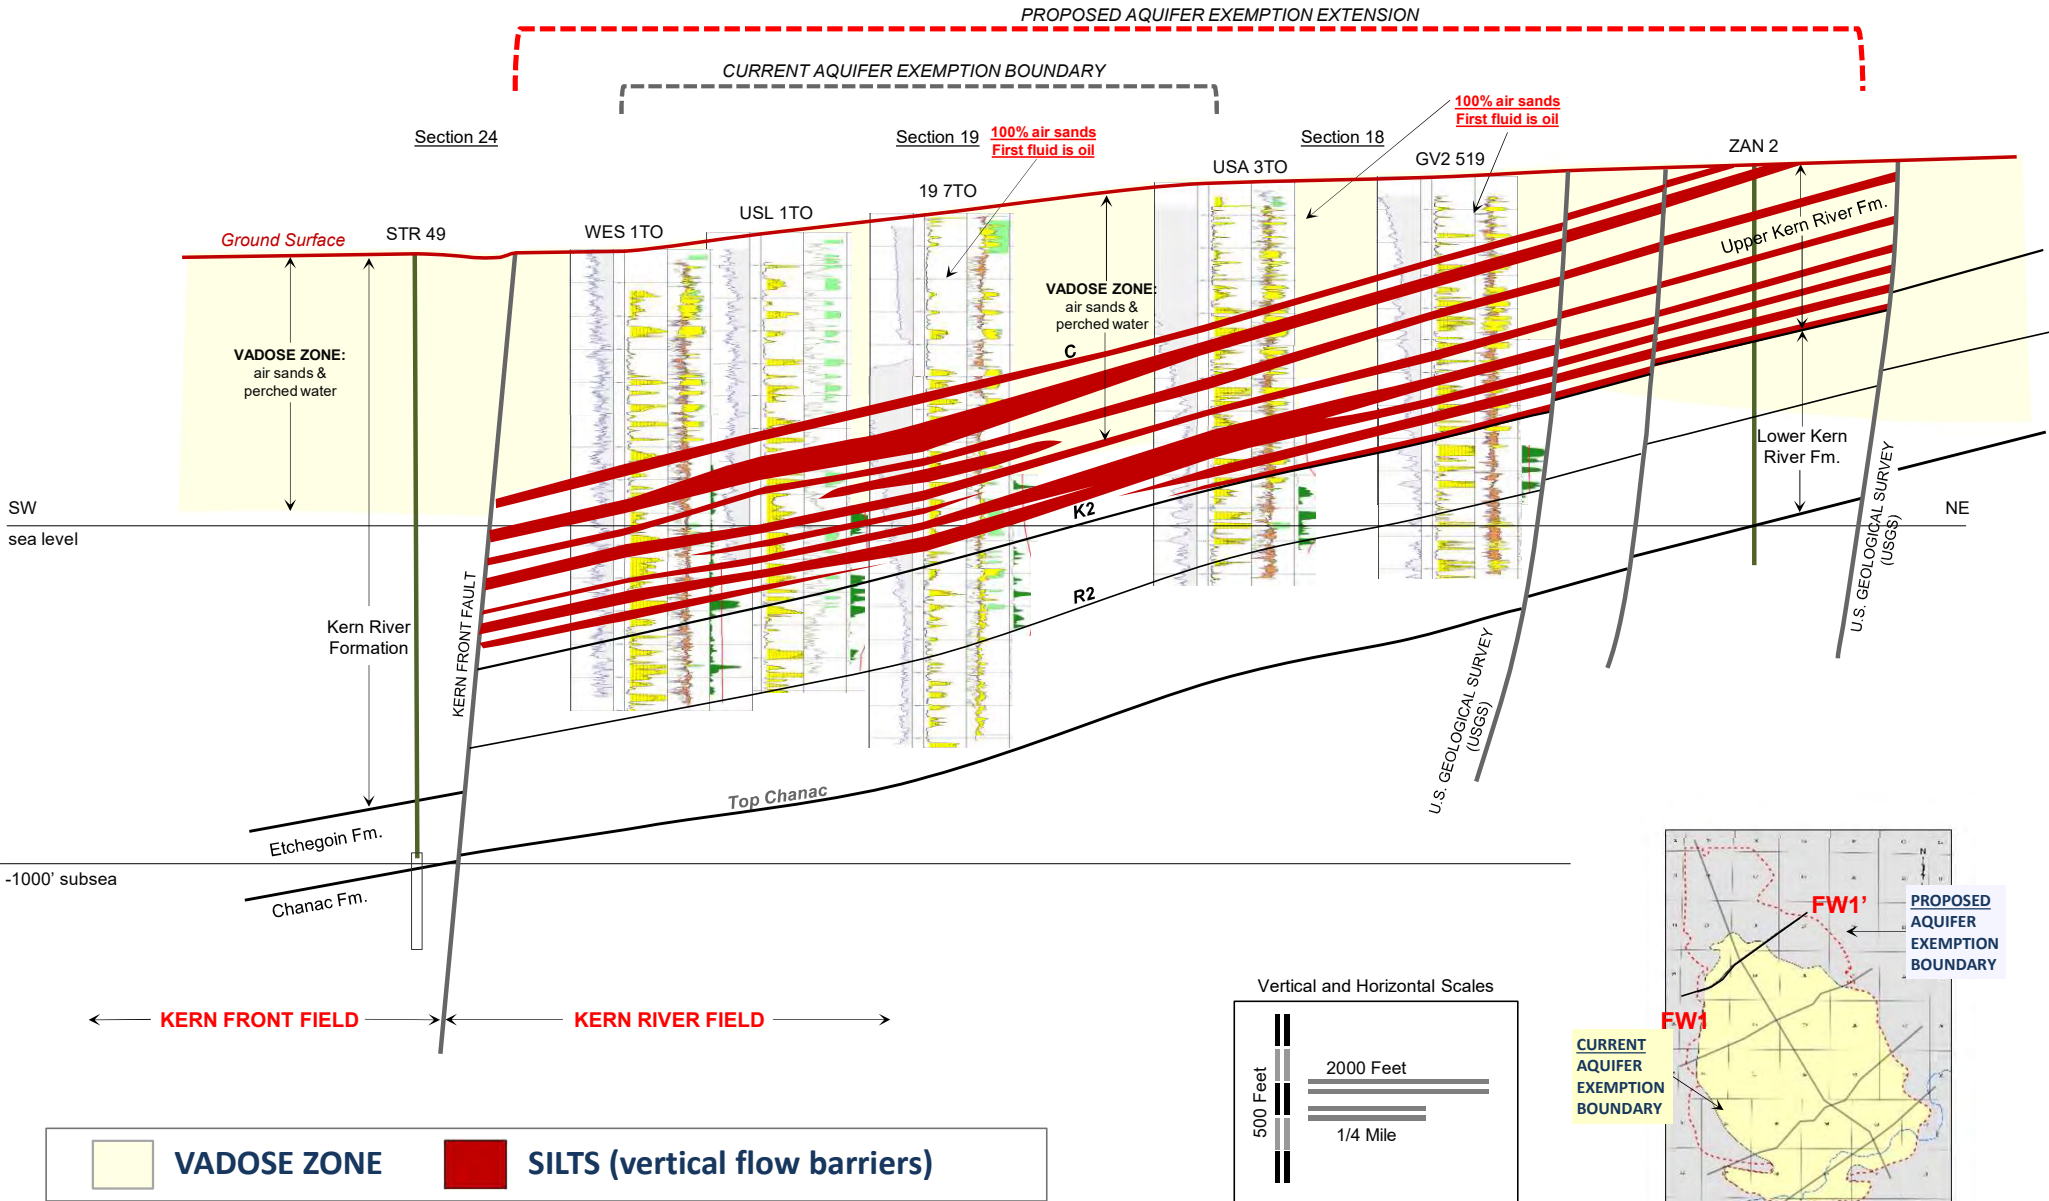 PROPOSED AQUIFER EXEMPTION EXTENSION
CURRENT AQUIFER EXEMPTION BOUNDARY
Section 24
Section 19
100% air sands
First fluid is oil
Section 18
100% air sands
First fluid is oil
Ground Surface
STR 49
WES 1TO
USL 1TO
19 7TO
USA 3TO
GV2 519
ZAN 2
VADOSE ZONE:
air sands &
perched water
VADOSE ZONE:
air sands &
perched water
Upper Kern River Fm.
Lower Kern
River Fm.
C
K2
R2
SW
sea level
NE
KERN FRONT FAULT
Kern River
Formation
U.S. GEOLOGICAL SURVEY
(USGS)
U.S. GEOLOGICAL SURVEY
(USGS)
Top Chanac
Etchegoin Fm.
-1000' subsea
Chanac Fm.
KERN FRONT FIELD
KERN RIVER FIELD
Vertical and Horizontal Scales
500 Feet
2000 Feet
1/4 Mile
N
FW1'
FW1
PROPOSED
AQUIFER
EXEMPTION
BOUNDARY
CURRENT
AQUIFER
EXEMPTION
BOUNDARY
VADOSE ZONE
SILTS (vertical flow barriers)